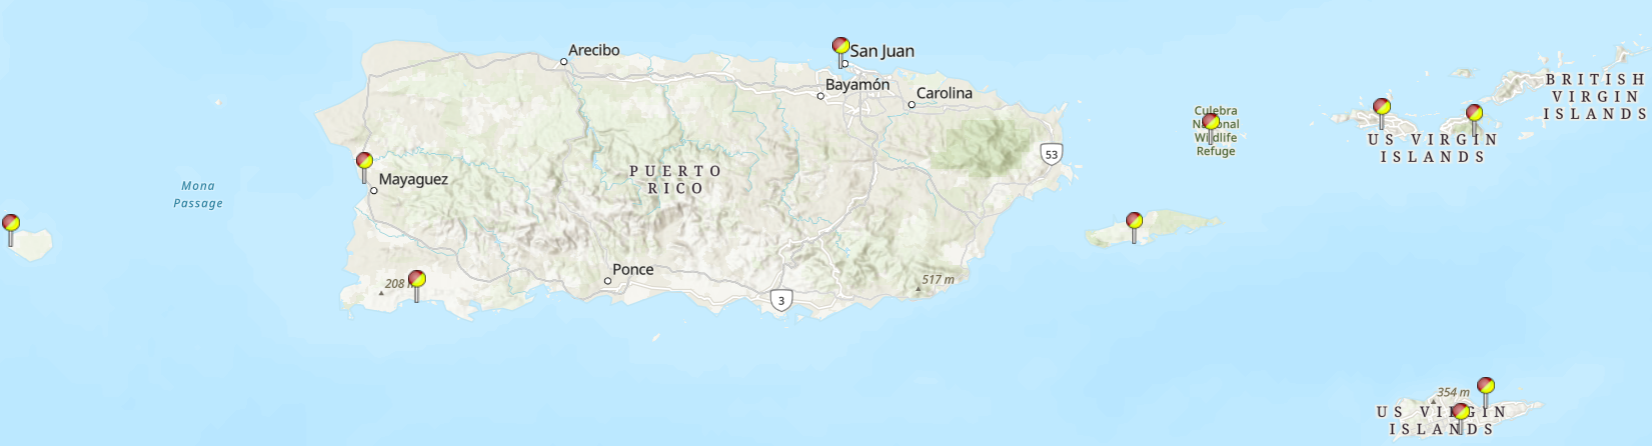 Arecibo
San Juan
Bayamón
Carolina
53
PUERTO
RICO
Mayaguez
Mona
Passage
208
Ponce
3
517 m
Culebra
National
Wildlife
Refuge
BRITISH
VIRGIN
ISLANDS
US VIRGIN
ISLANDS
354 m
US VIRGIN
ISLANDS